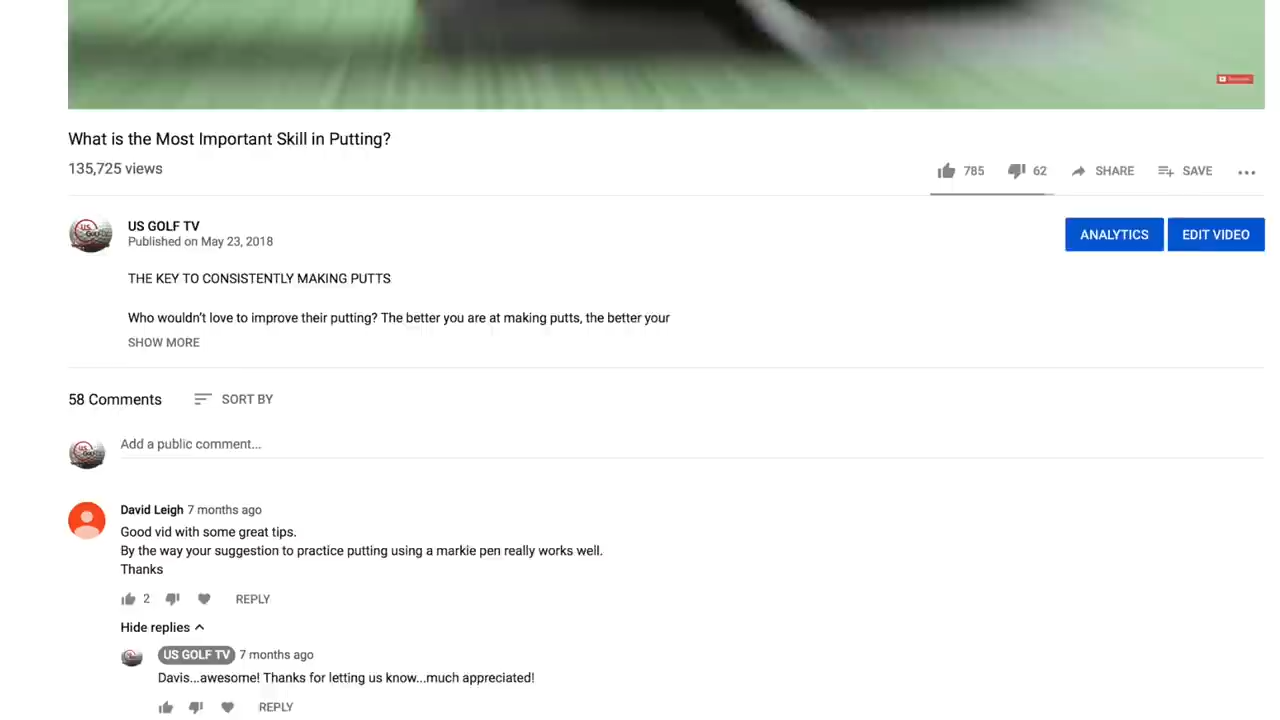 What is the Most Important Skill in Putting?
135,725 views
785 62 SHARE SAVE
US GOLF TV
Published on May 23, 2018
ANALYTICS EDIT VIDEO
THE KEY TO CONSISTENTLY MAKING PUTTS
Who wouldn't love to improve their putting? The better you are at making putts, the better your
SHOW MORE
58 Comments SORT BY
Add a public comment...
David Leigh 7 months ago
Good vid with some great tips.
By the way your suggestion to practice putting using a markie pen really works well.
Thanks
2 REPLY
Hide replies
US GOLF TV 7 months ago
Davis...awesome! Thanks for letting us know...much appreciated!
REPLY